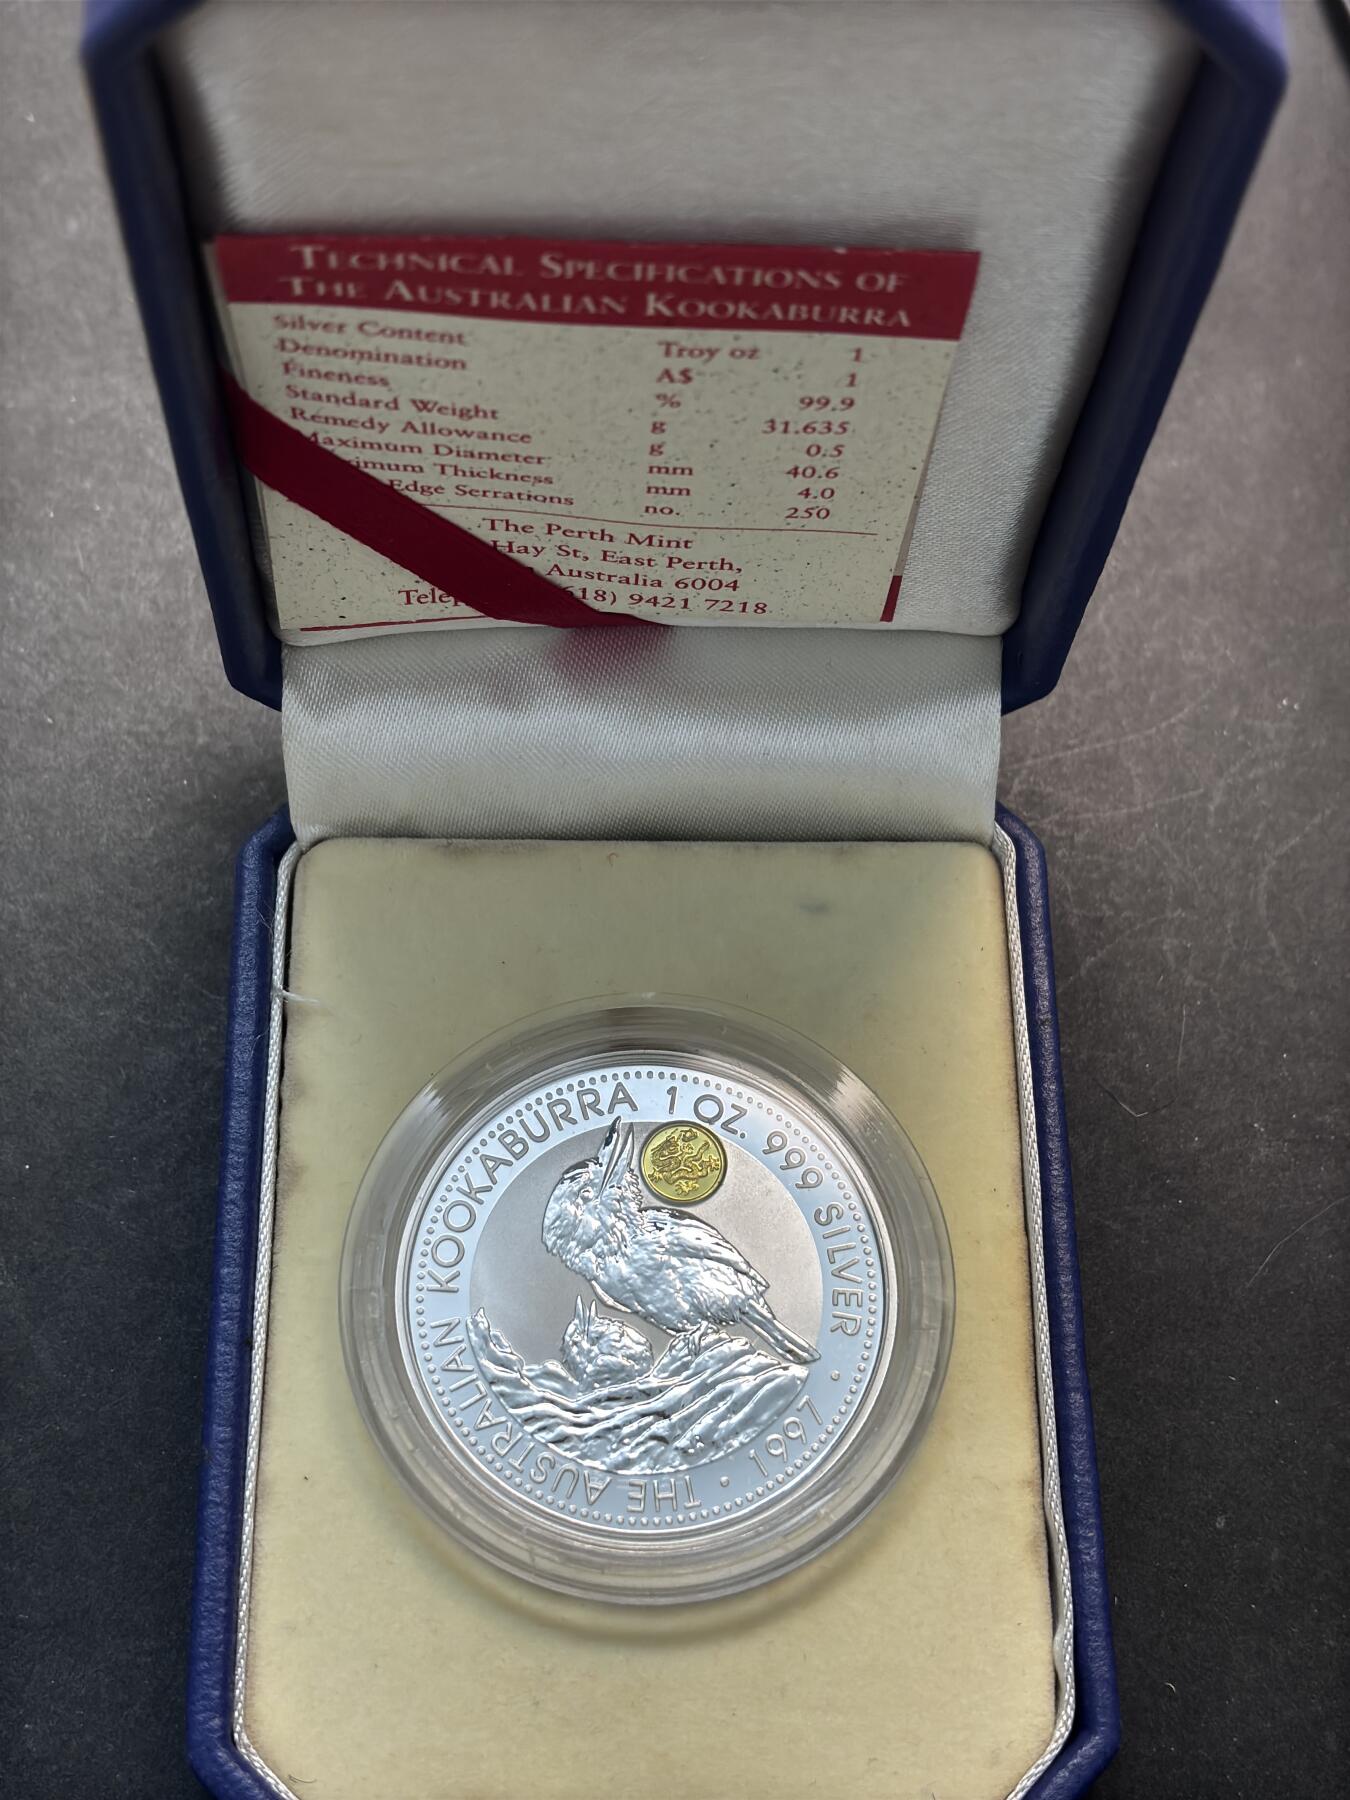 TECHNICAL SPECIFICATIONS OF
THE AUSTRALIAN KOOKABURRA
Silver Content Troy oz 1
Denomination A$ 1
Fineness % 99.9
Standard Weight g 31.635
Remedy Allowance g 0.5
Maximum Diameter mm 40.6
Thickness mm 4.0
Edge Serrations no. 250
The Perth Mint
Hay St, East Perth,
Australia 6004
618) 9421 7218
THE AUSTRALIAN KOOKABURRA 1 OZ. 999 SILVER • 1997 •